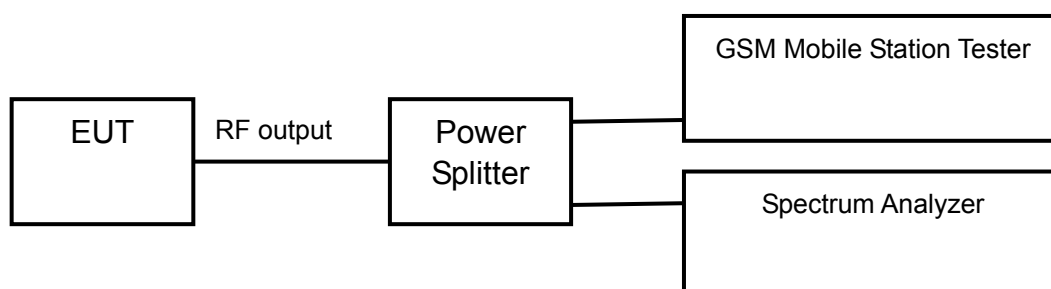 GSM Mobile Station Tester
EUT
RF output
Power
Splitter
Spectrum Analyzer